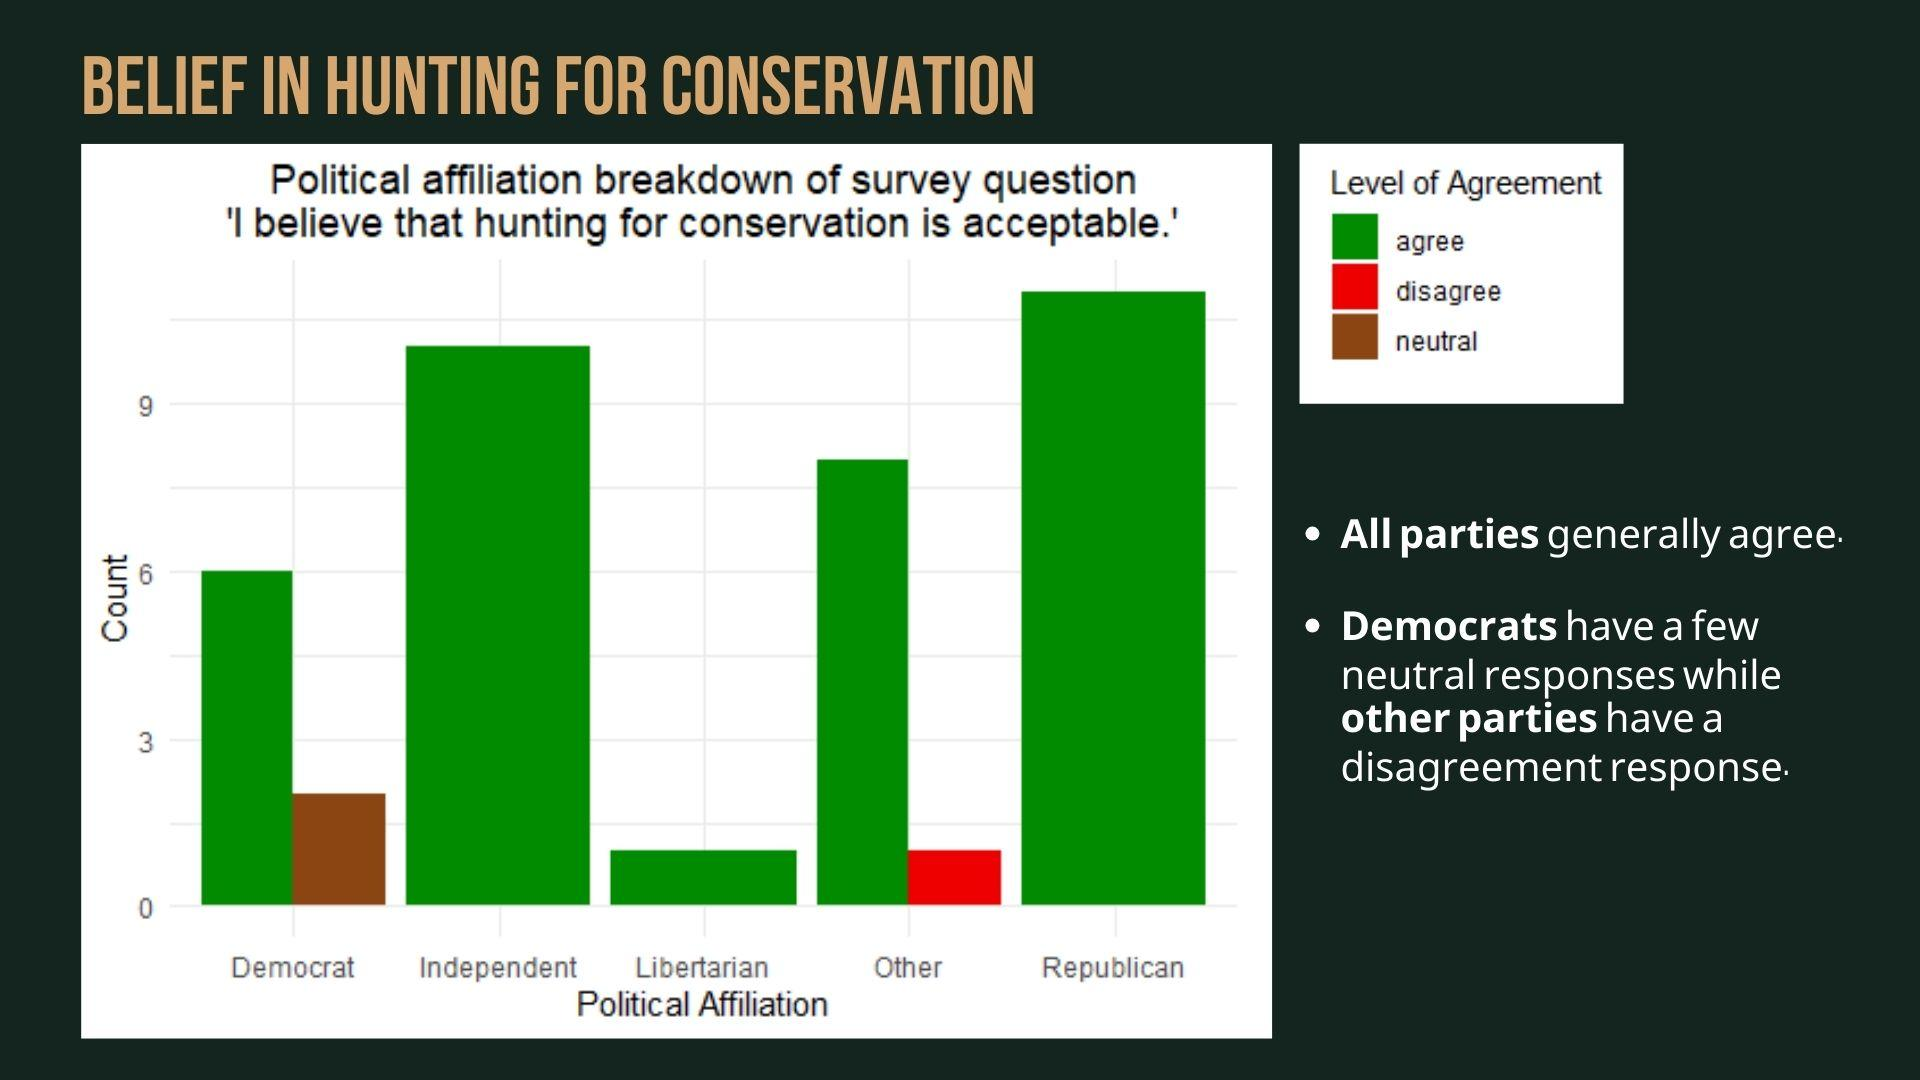 BELIEF IN HUNTING FOR CONSERVATION
Political affiliation breakdown of survey question
'I believe that hunting for conservation is acceptable.'
Level of Agreement
agree
disagree
neutral
Count
9
6
3
0
Democrat Independent Libertarian Other Republican
Political Affiliation
• All parties generally agree.
• Democrats have a few
neutral responses while
other parties have a
disagreement response.